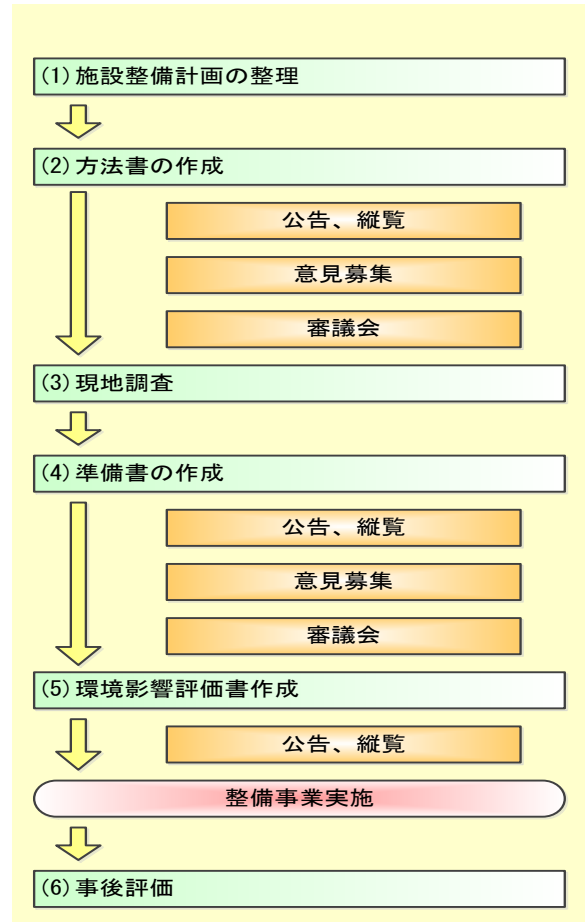 (1)施設整備計画の整理
(2)方法書の作成
公告、縦覧
意見募集
審議会
(3)現地調査
(4)準備書の作成
公告、縦覧
意見募集
審議会
(5)環境影響評価書作成
公告、縦覧
整備事業実施
(6)事後評価